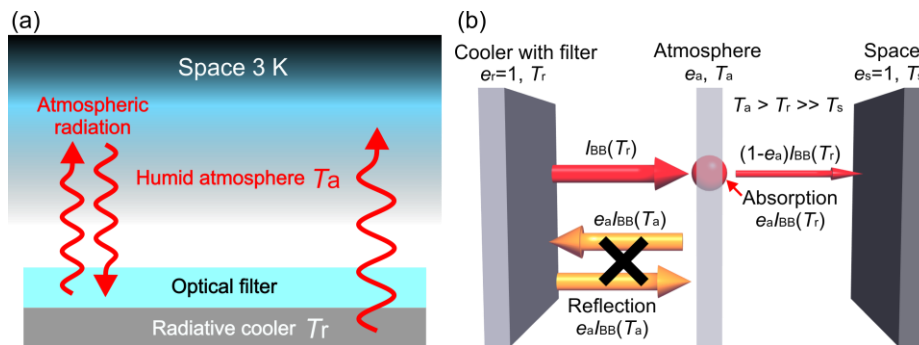 (a)
Space 3 K
Atmospheric
radiation
Humid atmosphere Ta
Optical filter
Radiative cooler Tr
(b)
Cooler with filter
er=1, Tr
Atmosphere
ea, Ta
Space
es=1, T
Ta > Tr >> Ts
IBB(Tr)
(1-ea)IBB(Tr)
Absorption
eaIBB(Tr)
eaIBB(Ta)
Reflection
eaIBB(Ta)